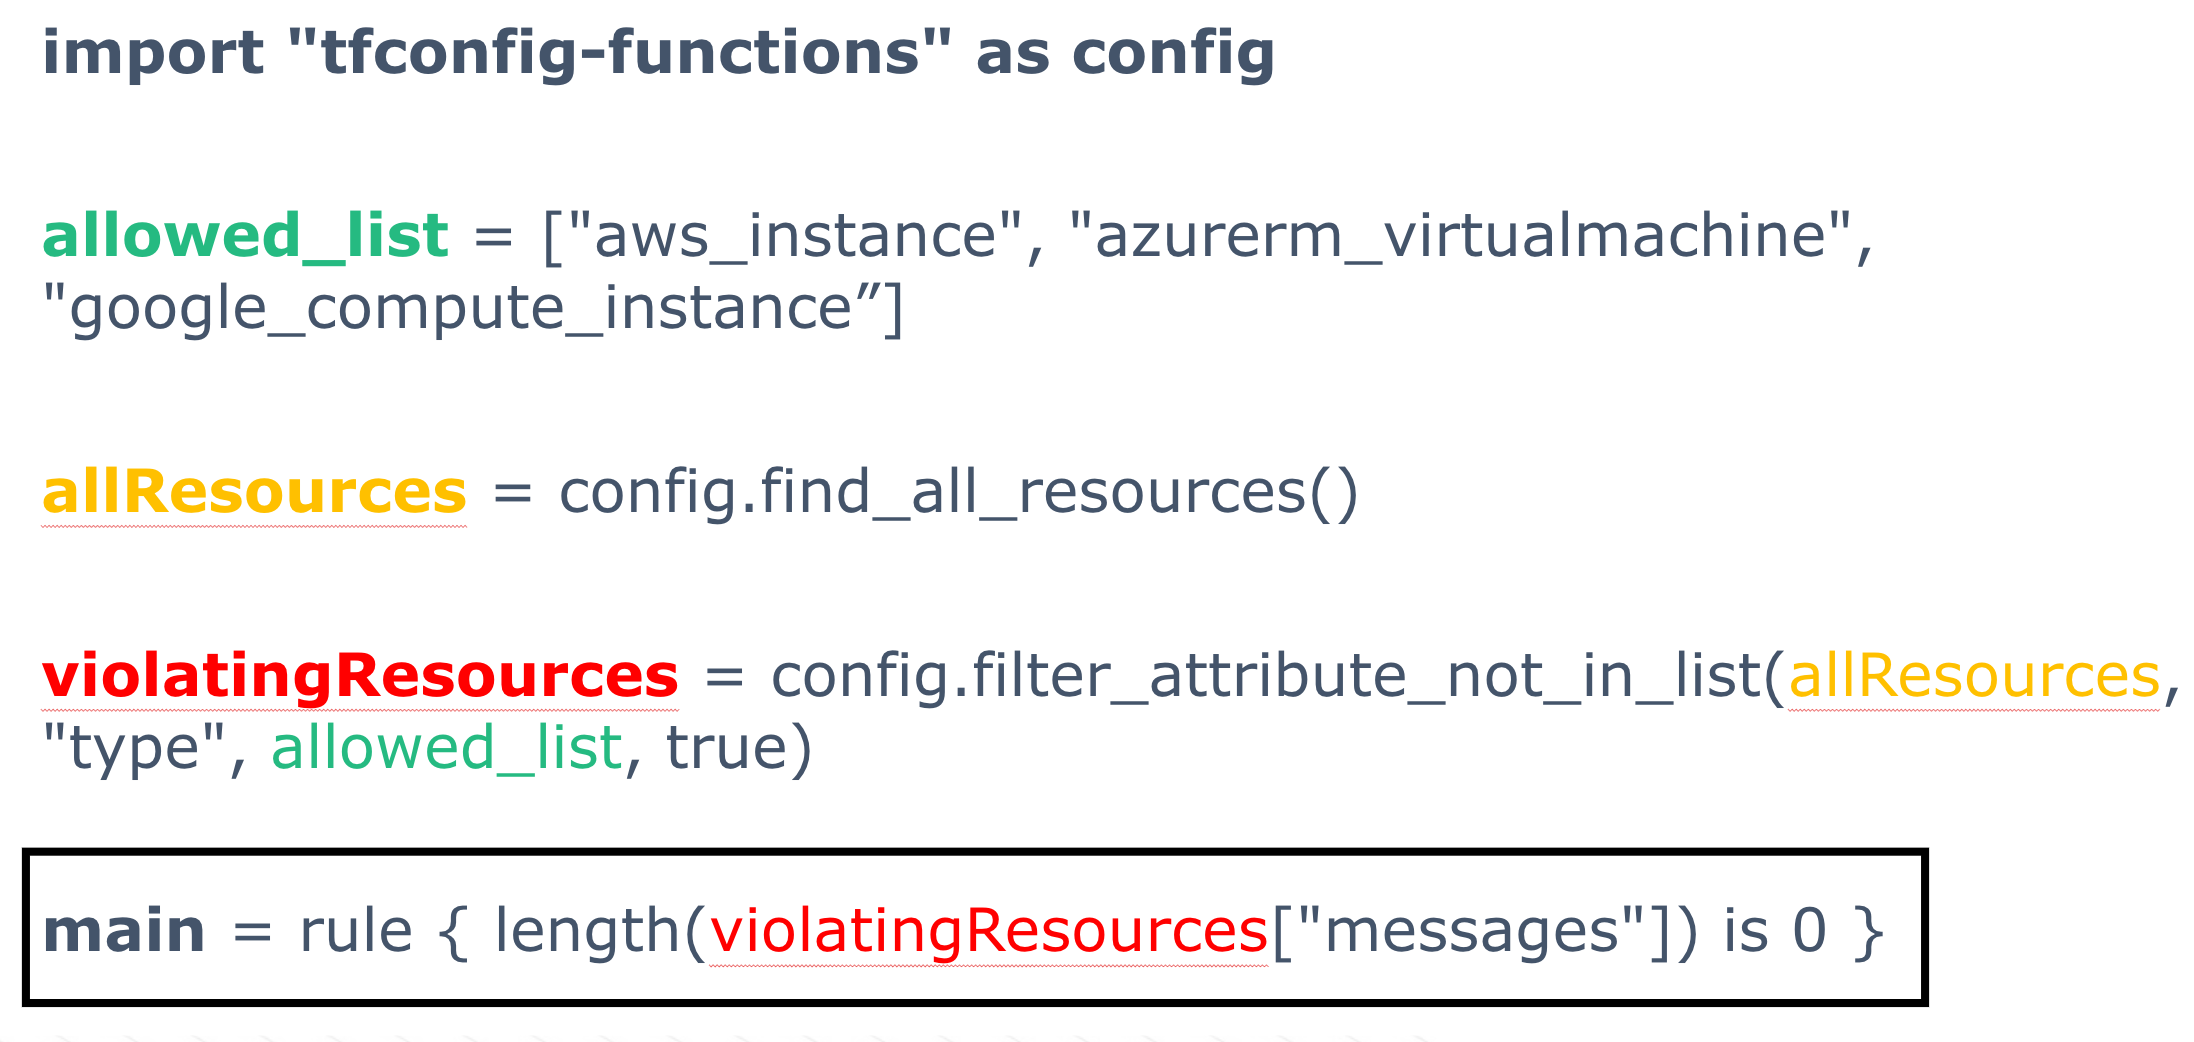 import "tfconfig-functions" as config
allowed_list = ["aws_instance", "azurerm_virtualmachine",
"google_compute_instance”]
allResources = config.find_all_resources()
violatingResources = config.filter_attribute_not_in_list(allResources,
"type", allowed_list, true)
main = rule { length(violatingResources["messages"]) is 0 }